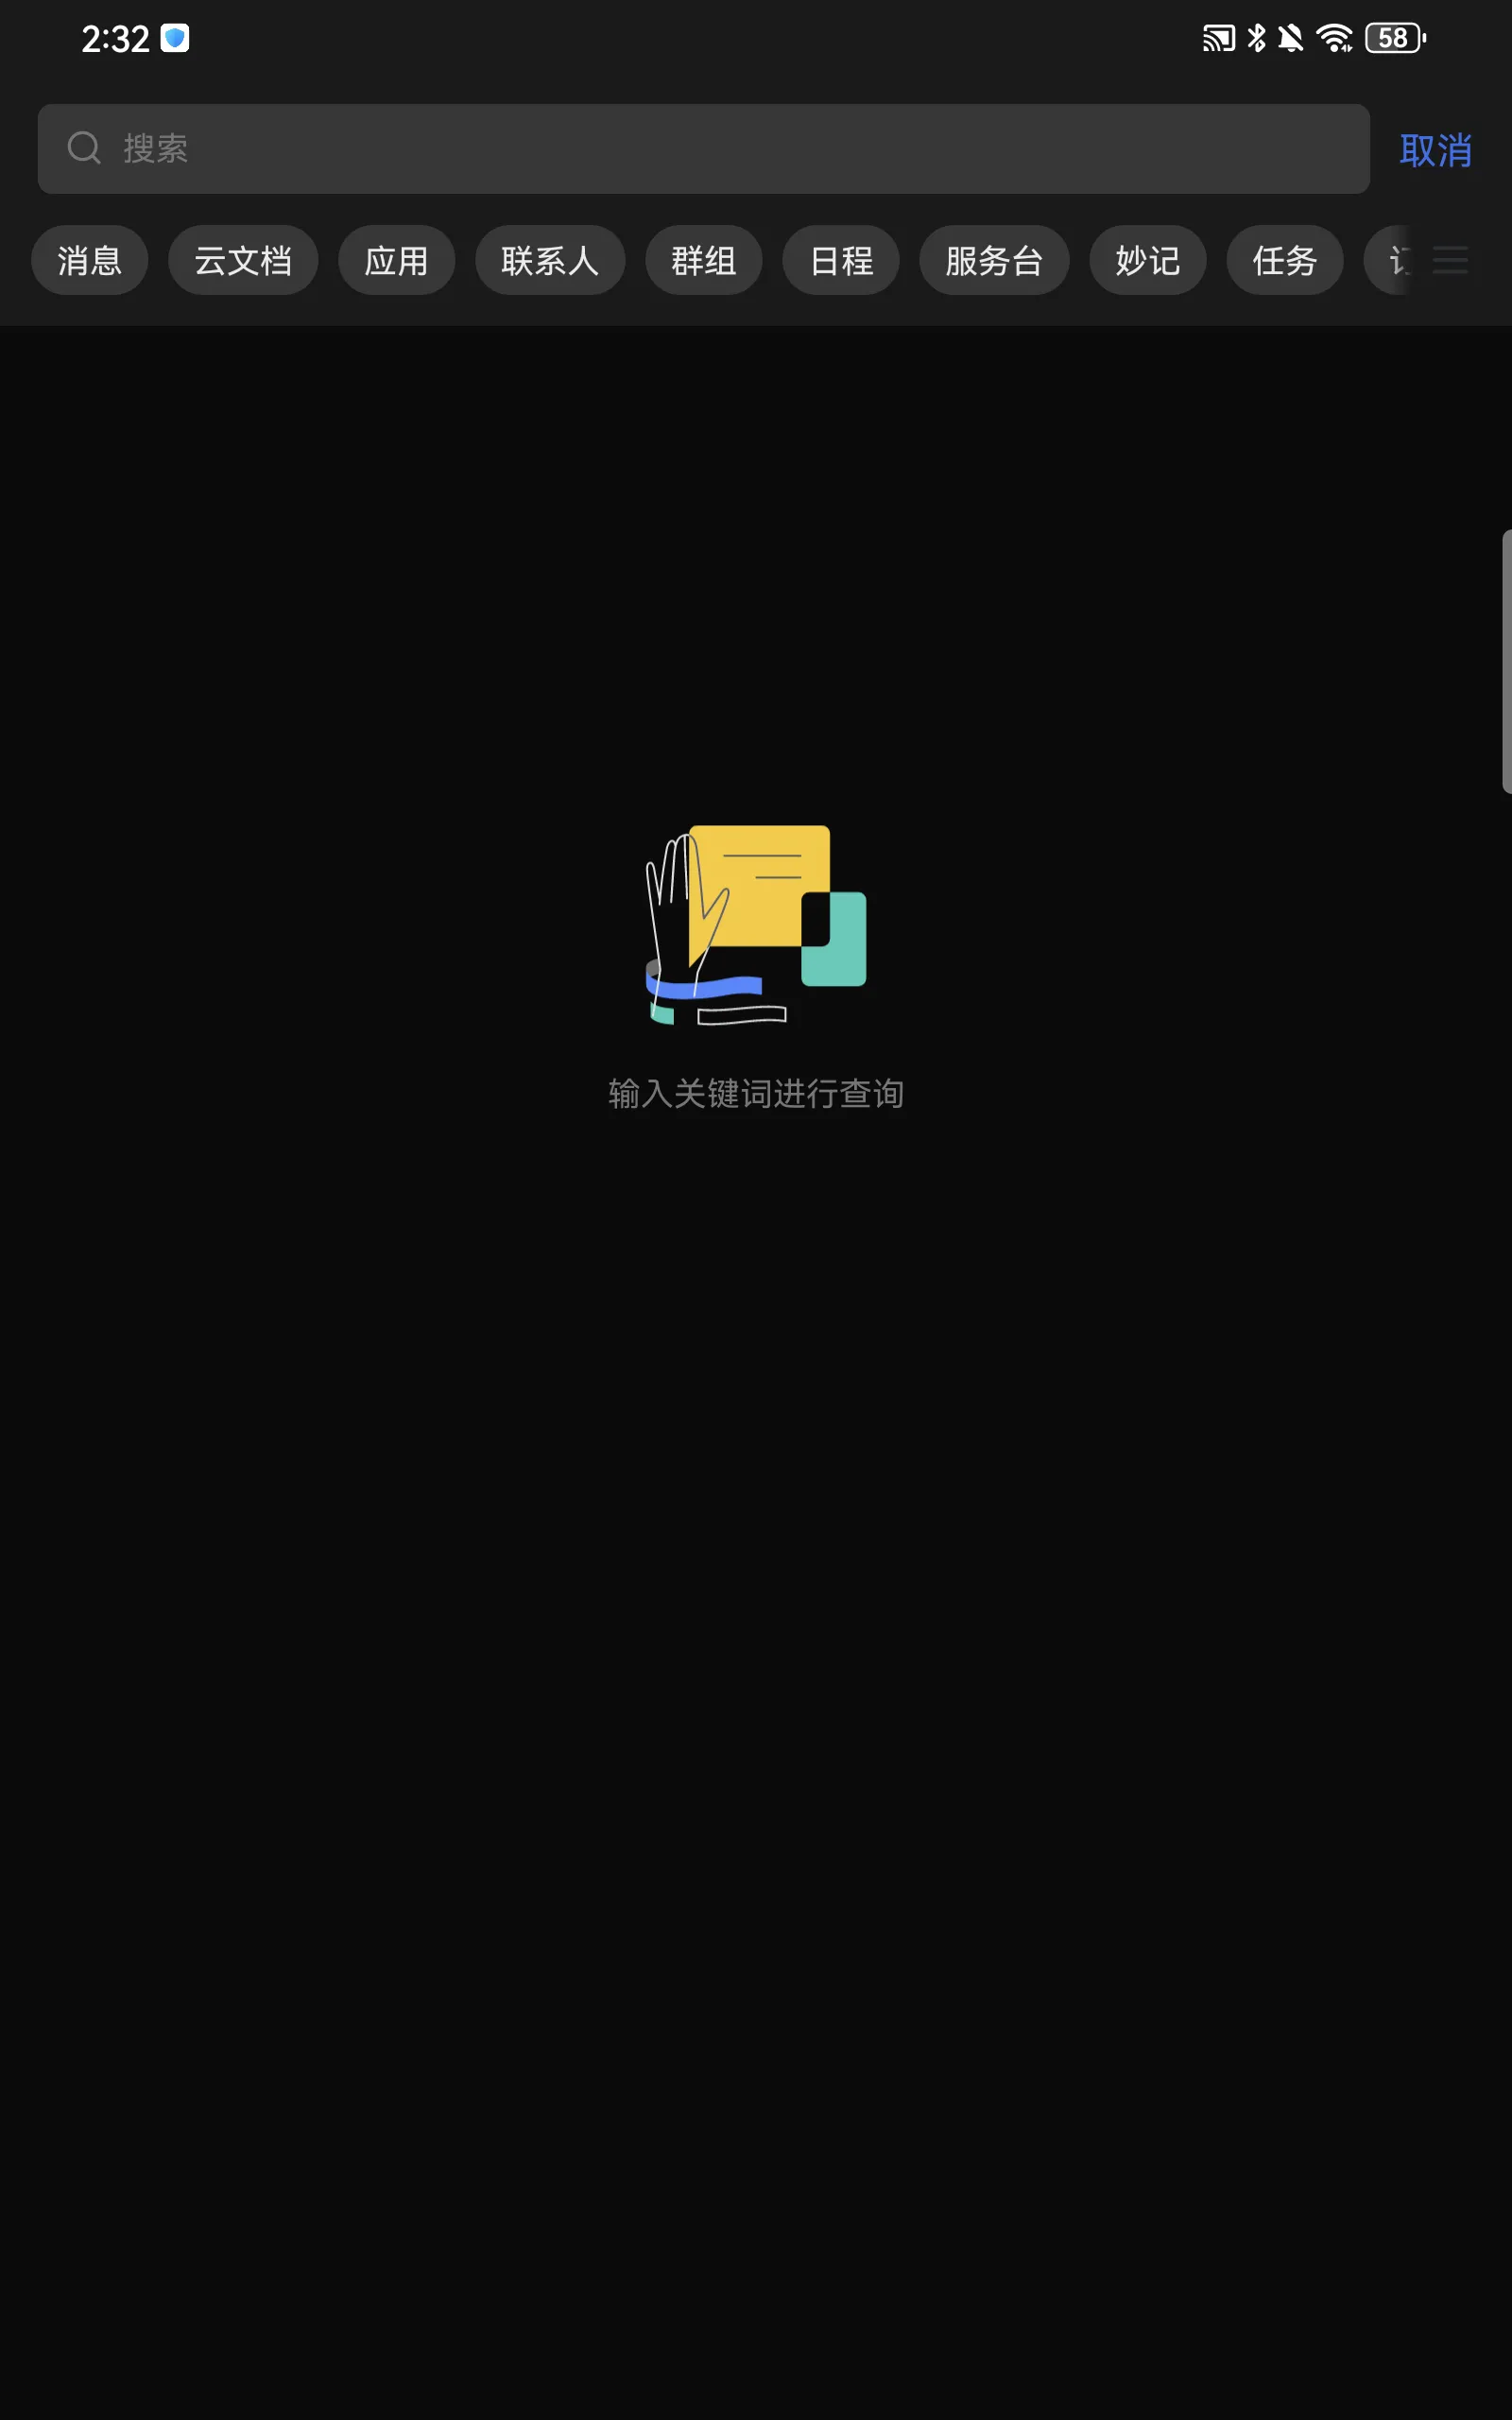 2:32
58
搜索
取消
消息 云文档 应用 联系人 群组 日程 服务台 妙记 任务
输入关键词进行查询